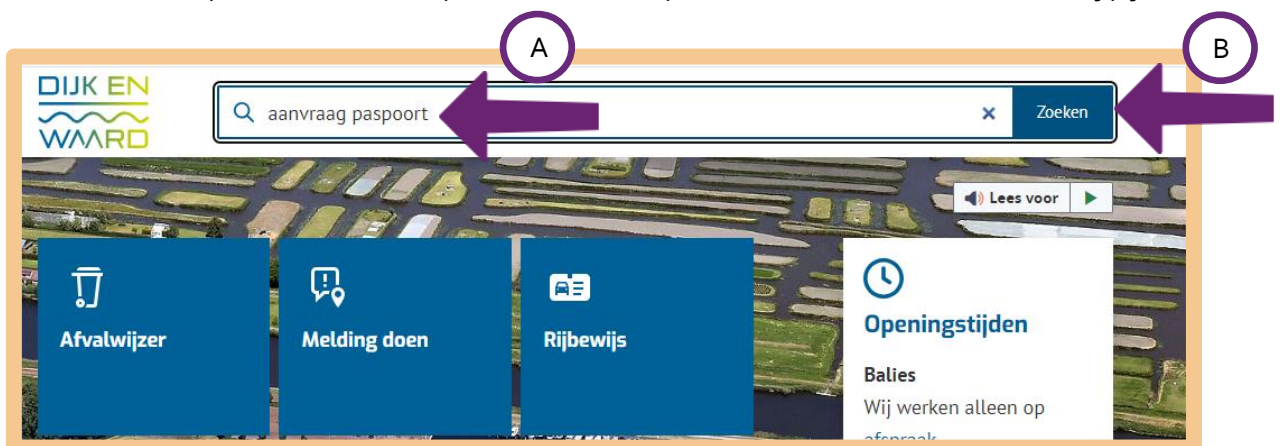 A
B
DIJK EN
WAARD
aanvraag paspoort
Zoeken
Lees voor
Afvalwijzer
Melding doen
Rijbewijs
Openingstijden
Balies
Wij werken alleen op
afspraak